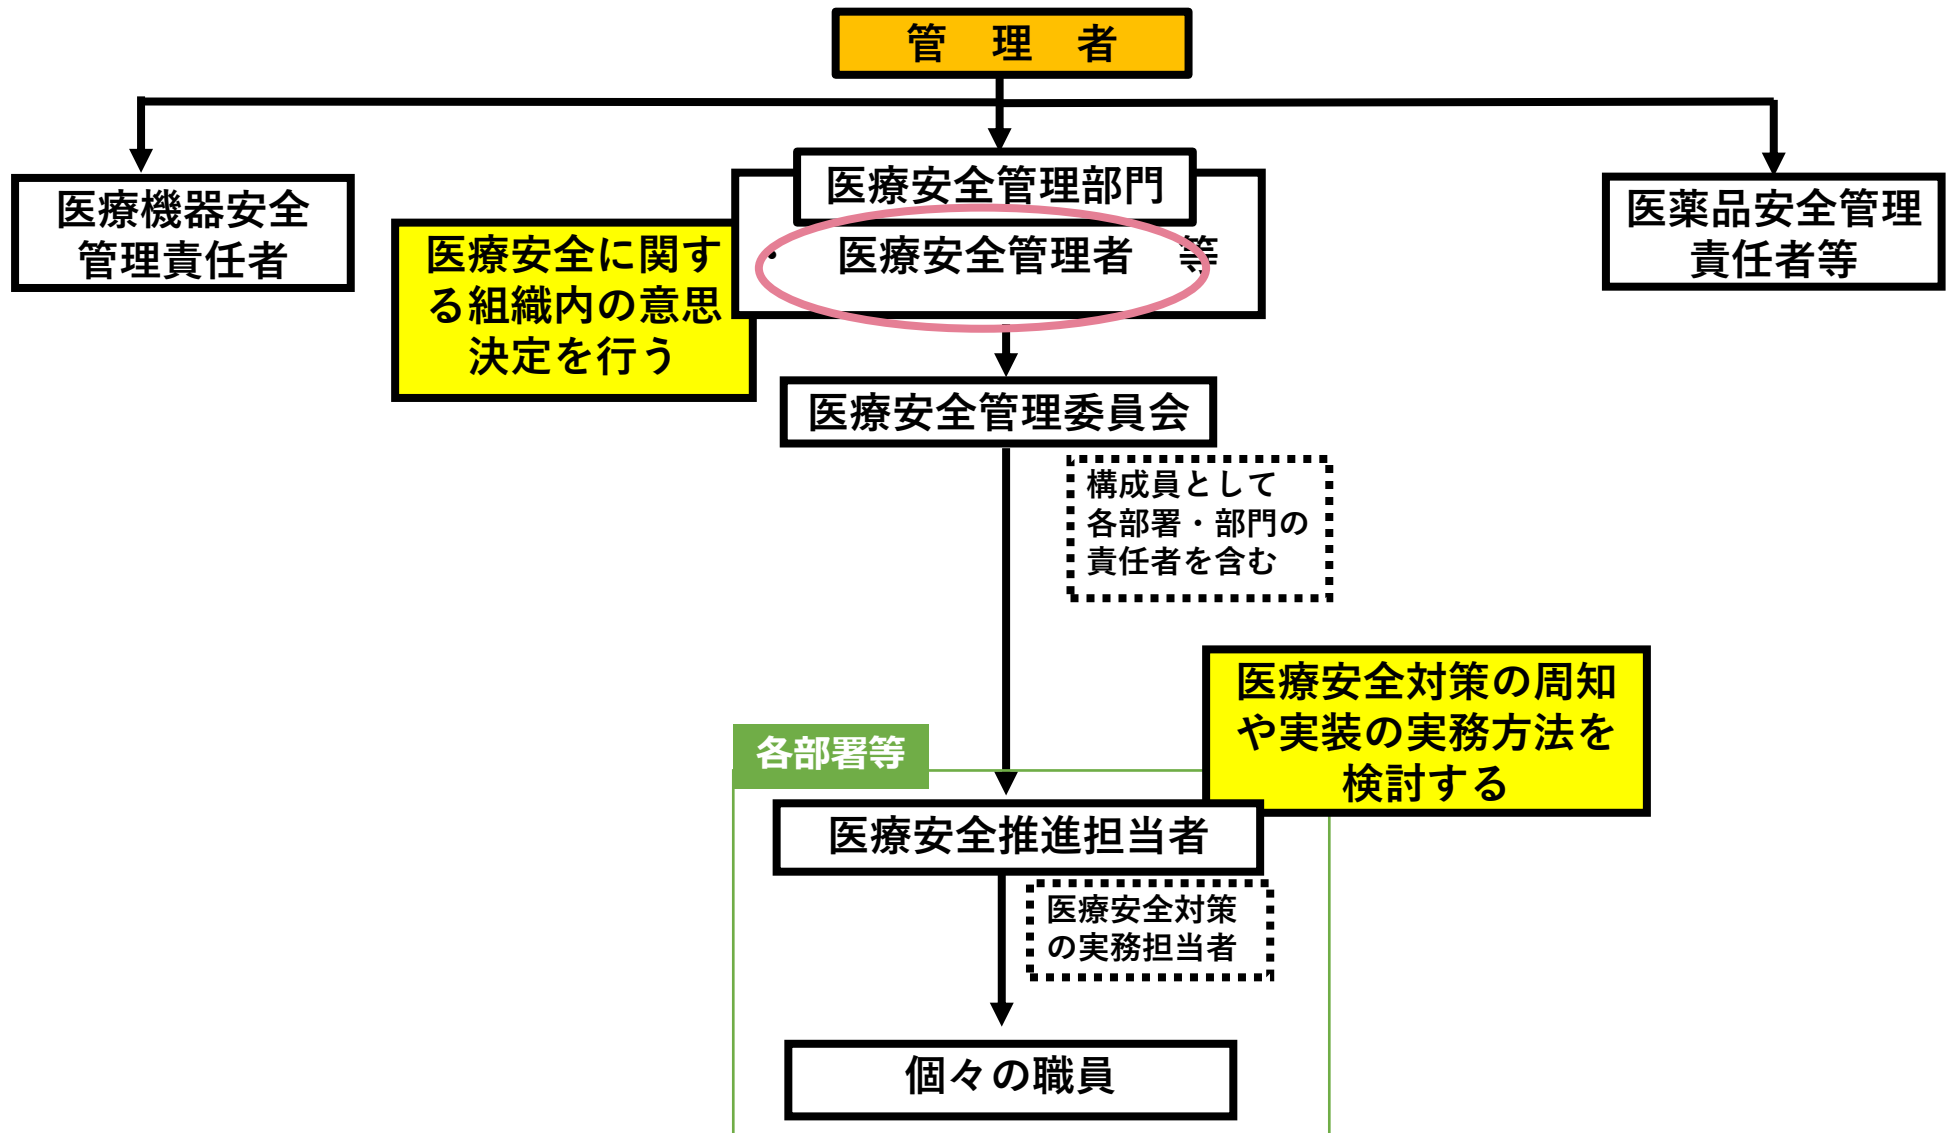 管　理　者
医療機器安全
管理責任者
医療安全管理部門
・　医療安全管理者　等
医薬品安全管理
責任者等
医療安全に関す
る組織内の意思
決定を行う
医療安全管理委員会
構成員として
各部署・部門の
責任者を含む
医療安全対策の周知
や実装の実務方法を
検討する
各部署等
医療安全推進担当者
医療安全対策
の実務担当者
個々の職員